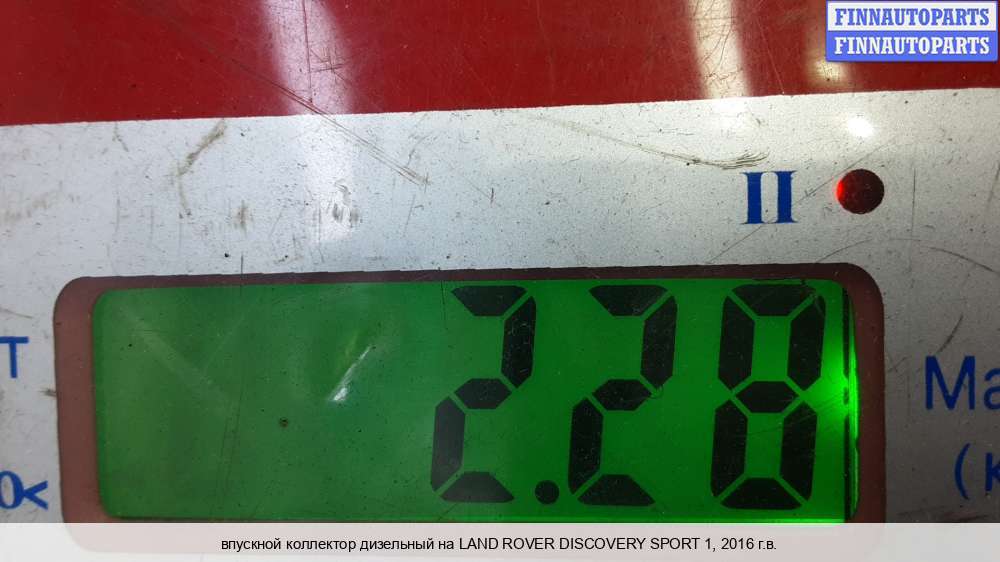 FINNAUTOPARTS
FINNAUTOPARTS
II
2.28
впускной коллектор дизельный на LAND ROVER DISCOVERY SPORT 1, 2016 г.в.